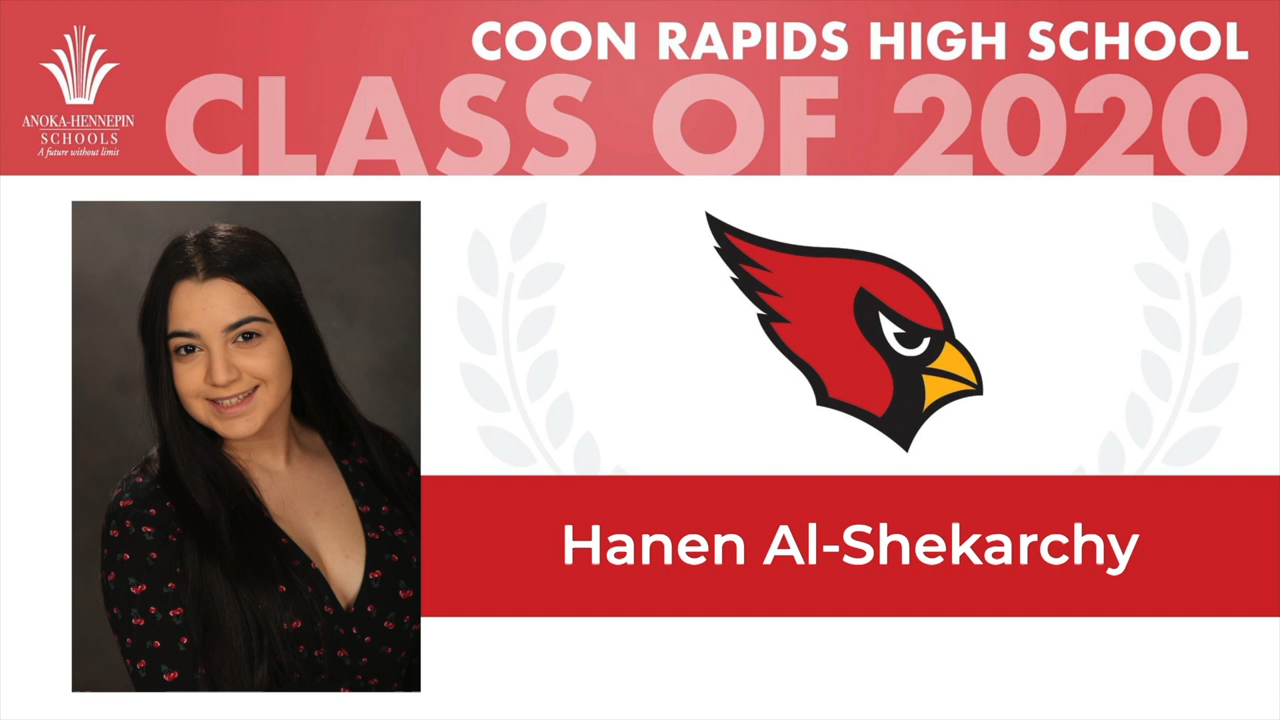 COON RAPIDS HIGH SCHOOL
CLASS OF 2020
ANOKA-HENNEPIN
SCHOOLS
A future without limit
Hanen Al-Shekarchy